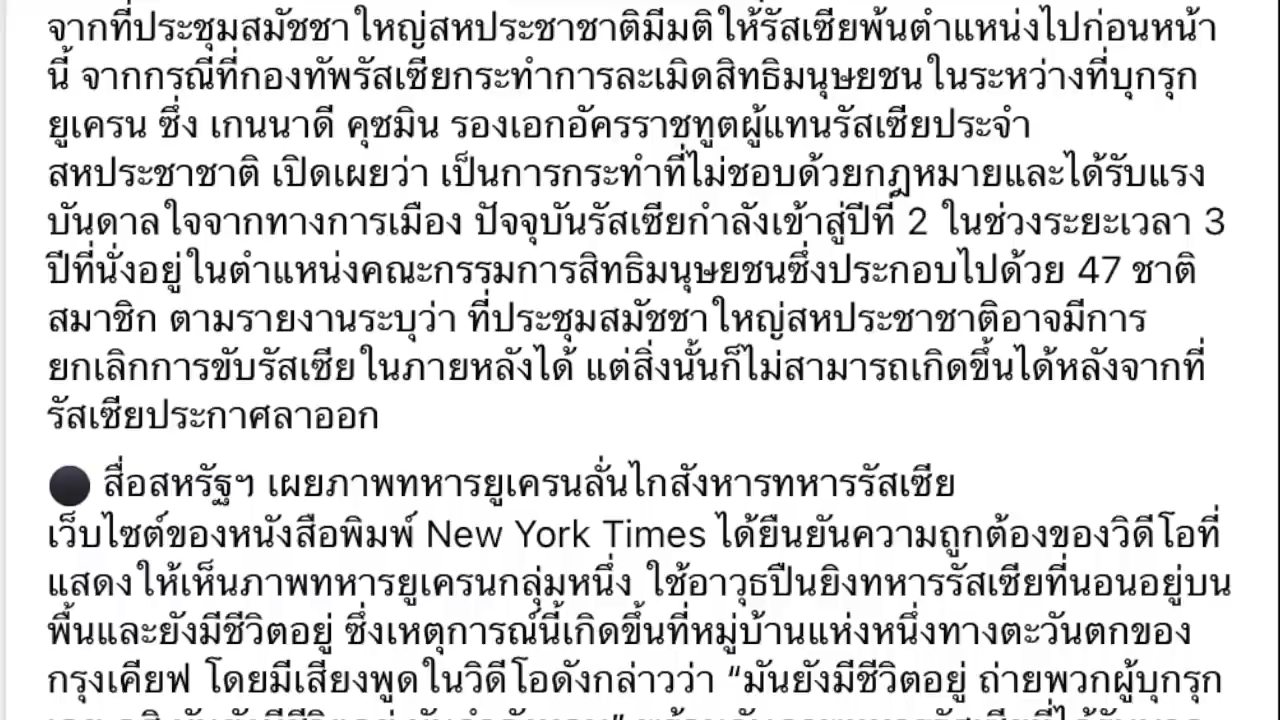 จากที่ประชุมสมัชชาใหญ่สหประชาชาติมีมติให้รัสเซียพ้นตำแหน่งไปก่อนหน้า
นี้ จากกรณีที่กองทัพรัสเซียกระทำการละเมิดสิทธิมนุษยชนในระหว่างที่บุกรุก
ยูเครน ซึ่ง เกนนาดี คุซมิน รองเอกอัครราชทูตผู้แทนรัสเซียประจำ
สหประชาชาติ เปิดเผยว่า เป็นการกระทำที่ไม่ชอบด้วยกฎหมายและได้รับแรง
บันดาลใจจากทางการเมือง ปัจจุบันรัสเซียกำลังเข้าสู่ปีที่ 2 ในช่วงระยะเวลา 3
ปีที่นั่งอยู่ในตำแหน่งคณะกรรมการสิทธิมนุษยชนซึ่งประกอบไปด้วย 47 ชาติ
สมาชิก ตามรายงานระบุว่า ที่ประชุมสมัชชาใหญ่สหประชาชาติอาจมีการ
ยกเลิกการขับรัสเซียในภายหลังได้ แต่สิ่งนั้นก็ไม่สามารถเกิดขึ้นได้หลังจากที่
รัสเซียประกาศลาออก
⚫ สื่อสหรัฐฯ เผยภาพทหารยูเครนลั่นไกสังหารทหารรัสเซีย
เว็บไซต์ของหนังสือพิมพ์ New York Times ได้ยืนยันความถูกต้องของวิดีโอที่
แสดงให้เห็นภาพทหารยูเครนกลุ่มหนึ่ง ใช้อาวุธปืนยิงทหารรัสเซียที่นอนอยู่บน
พื้นและยังมีชีวิตอยู่ ซึ่งเหตุการณ์นี้เกิดขึ้นที่หมู่บ้านแห่งหนึ่งทางตะวันตกของ
กรุงเคียฟ โดยมีเสียงพูดในวิดีโอดังกล่าวว่า “มันยังมีชีวิตอยู่ ถ่ายพวกผู้บุกรุก